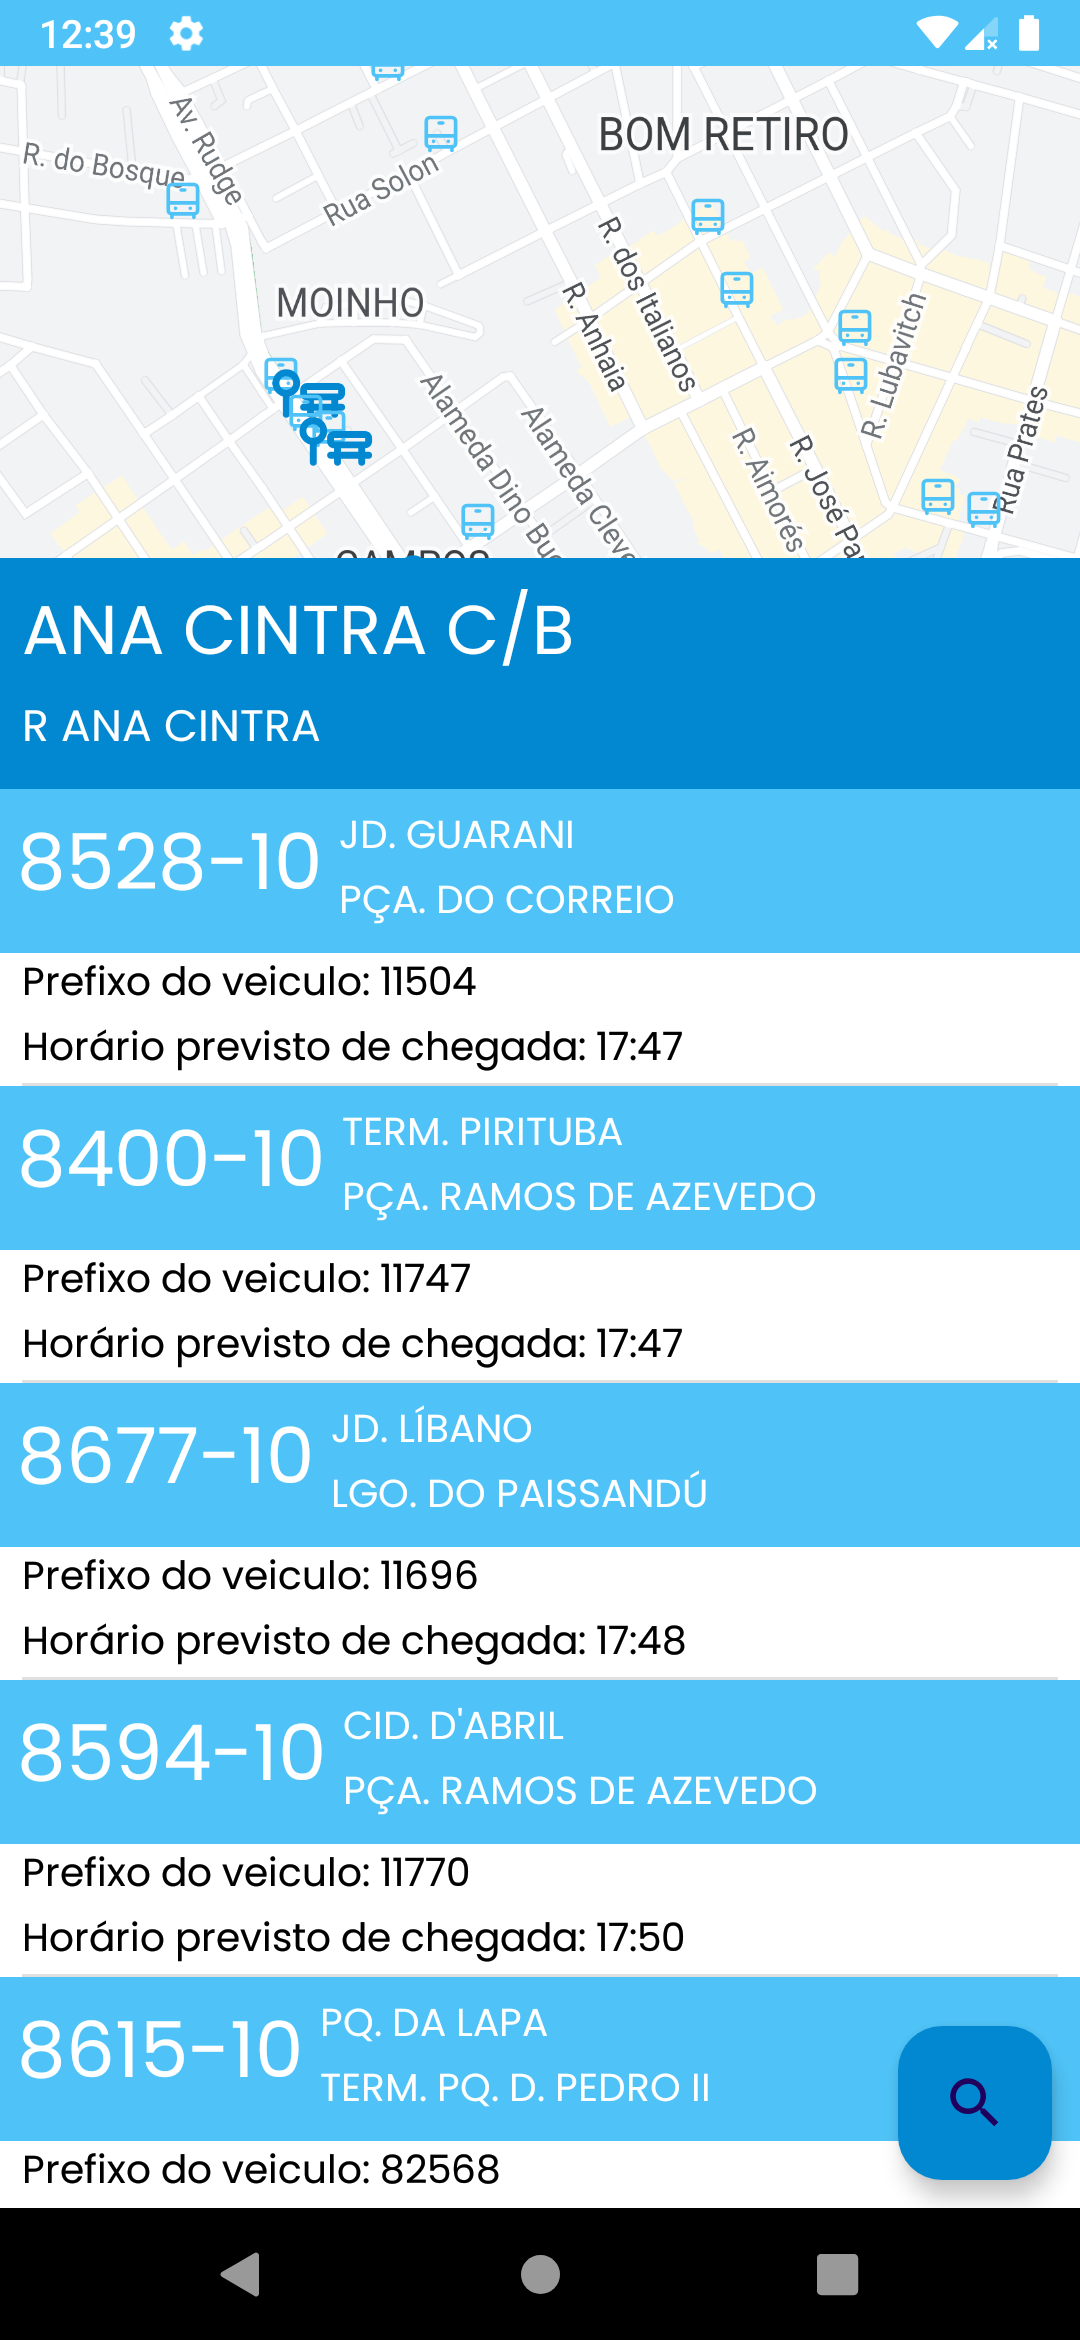 12:39
BOM RETIRO
Av. Rudge
R. do Bosque
Rua Solon
R. dos Italianos
MOINHO
R. Anhaia
R. Lubavitch
Alameda Dino Bue
Alameda Cleve
Rua Prates
R. Aimorés
R. José Pa
ANA CINTRA C/B
R ANA CINTRA
8528-10
JD. GUARANI
PÇA. DO CORREIO
Prefixo do veiculo: 11504
Horário previsto de chegada: 17:47
8400-10
TERM. PIRITUBA
PÇA. RAMOS DE AZEVEDO
Prefixo do veiculo: 11747
Horário previsto de chegada: 17:47
8677-10
JD. LÍBANO
LGO. DO PAISSANDÚ
Prefixo do veiculo: 11696
Horário previsto de chegada: 17:48
8594-10
CID. D'ABRIL
PÇA. RAMOS DE AZEVEDO
Prefixo do veiculo: 11770
Horário previsto de chegada: 17:50
8615-10
PQ. DA LAPA
TERM. PQ. D. PEDRO II
Prefixo do veiculo: 82568